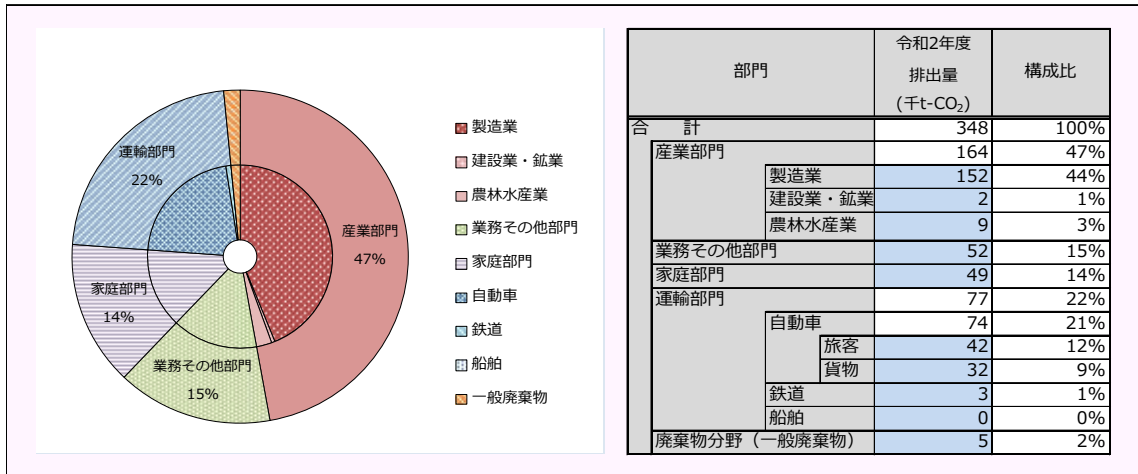 運輸部門
22%
家庭部門
14%
業務その他部門
15%
産業部門
47%
製造業
建設業・鉱業
農林水産業
業務その他部門
家庭部門
自動車
鉄道
船舶
一般廃棄物
部門 令和2年度 排出量 (千t-CO₂) 構成比
合 計 348 100%
産業部門 164 47%
製造業 152 44%
建設業・鉱業 2 1%
農林水産業 9 3%
業務その他部門 52 15%
家庭部門 49 14%
運輸部門 77 22%
自動車 74 21%
旅客 42 12%
貨物 32 9%
鉄道 3 1%
船舶 0 0%
廃棄物分野（一般廃棄物） 5 2%